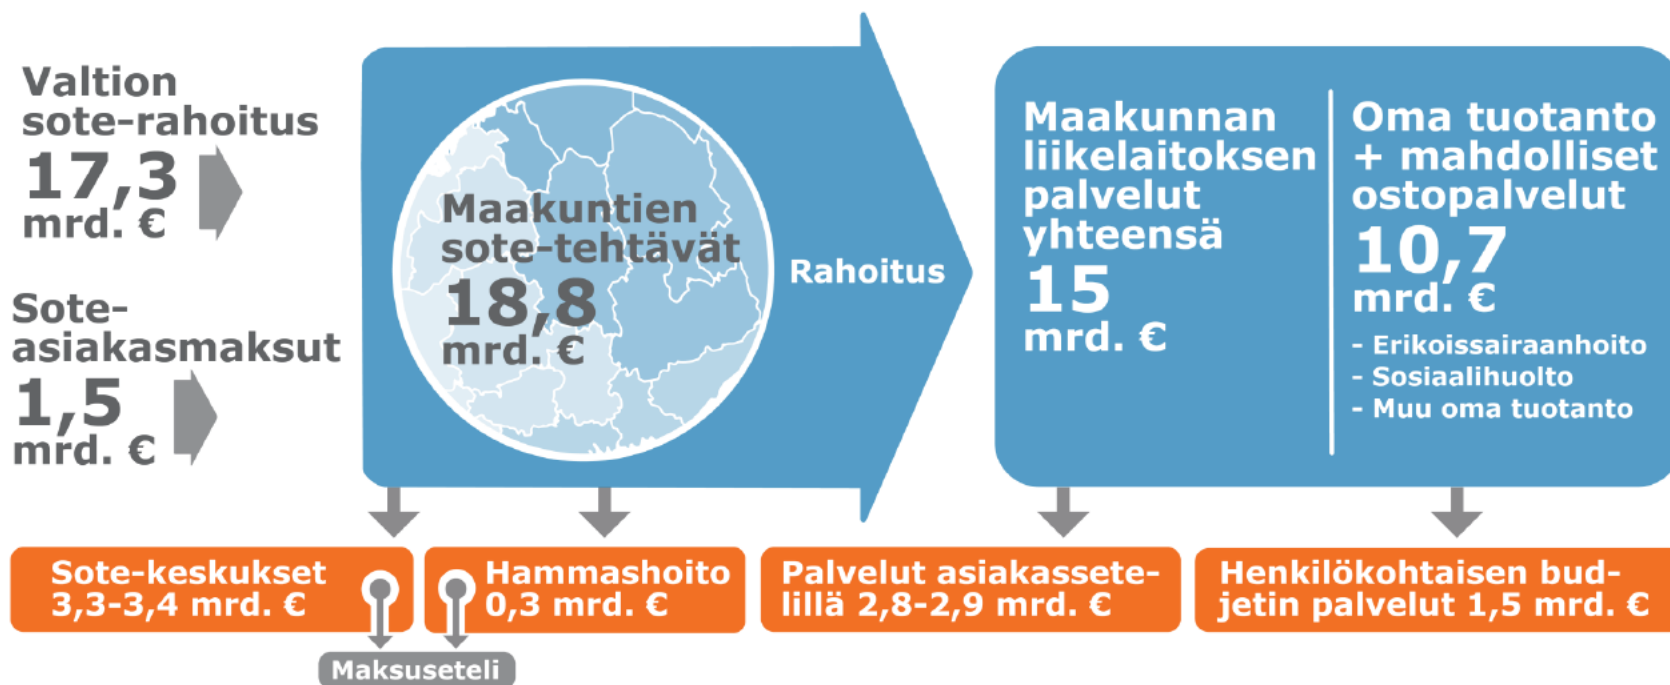 Valtion
sote-rahoitus
17,3
mrd. €
Sote-
asiakasmaksut
1,5
mrd. €
Maakuntien
sote-tehtävät
18,8
mrd. €
Rahoitus
Maakunnan
liikelaitoksen
palvelut
yhteensä
15
mrd. €
Oma tuotanto
+ mahdolliset
ostopalvelut
10,7
mrd. €
- Erikoissairaanhoito
- Sosiaalihuolto
- Muu oma tuotanto
Sote-keskukset
3,3-3,4 mrd. €
Hammashoito
0,3 mrd. €
Palvelut asiakassete-
lillä 2,8-2,9 mrd. €
Henkilökohtaisen bud-
jetin palvelut 1,5 mrd. €
Maksuseteli